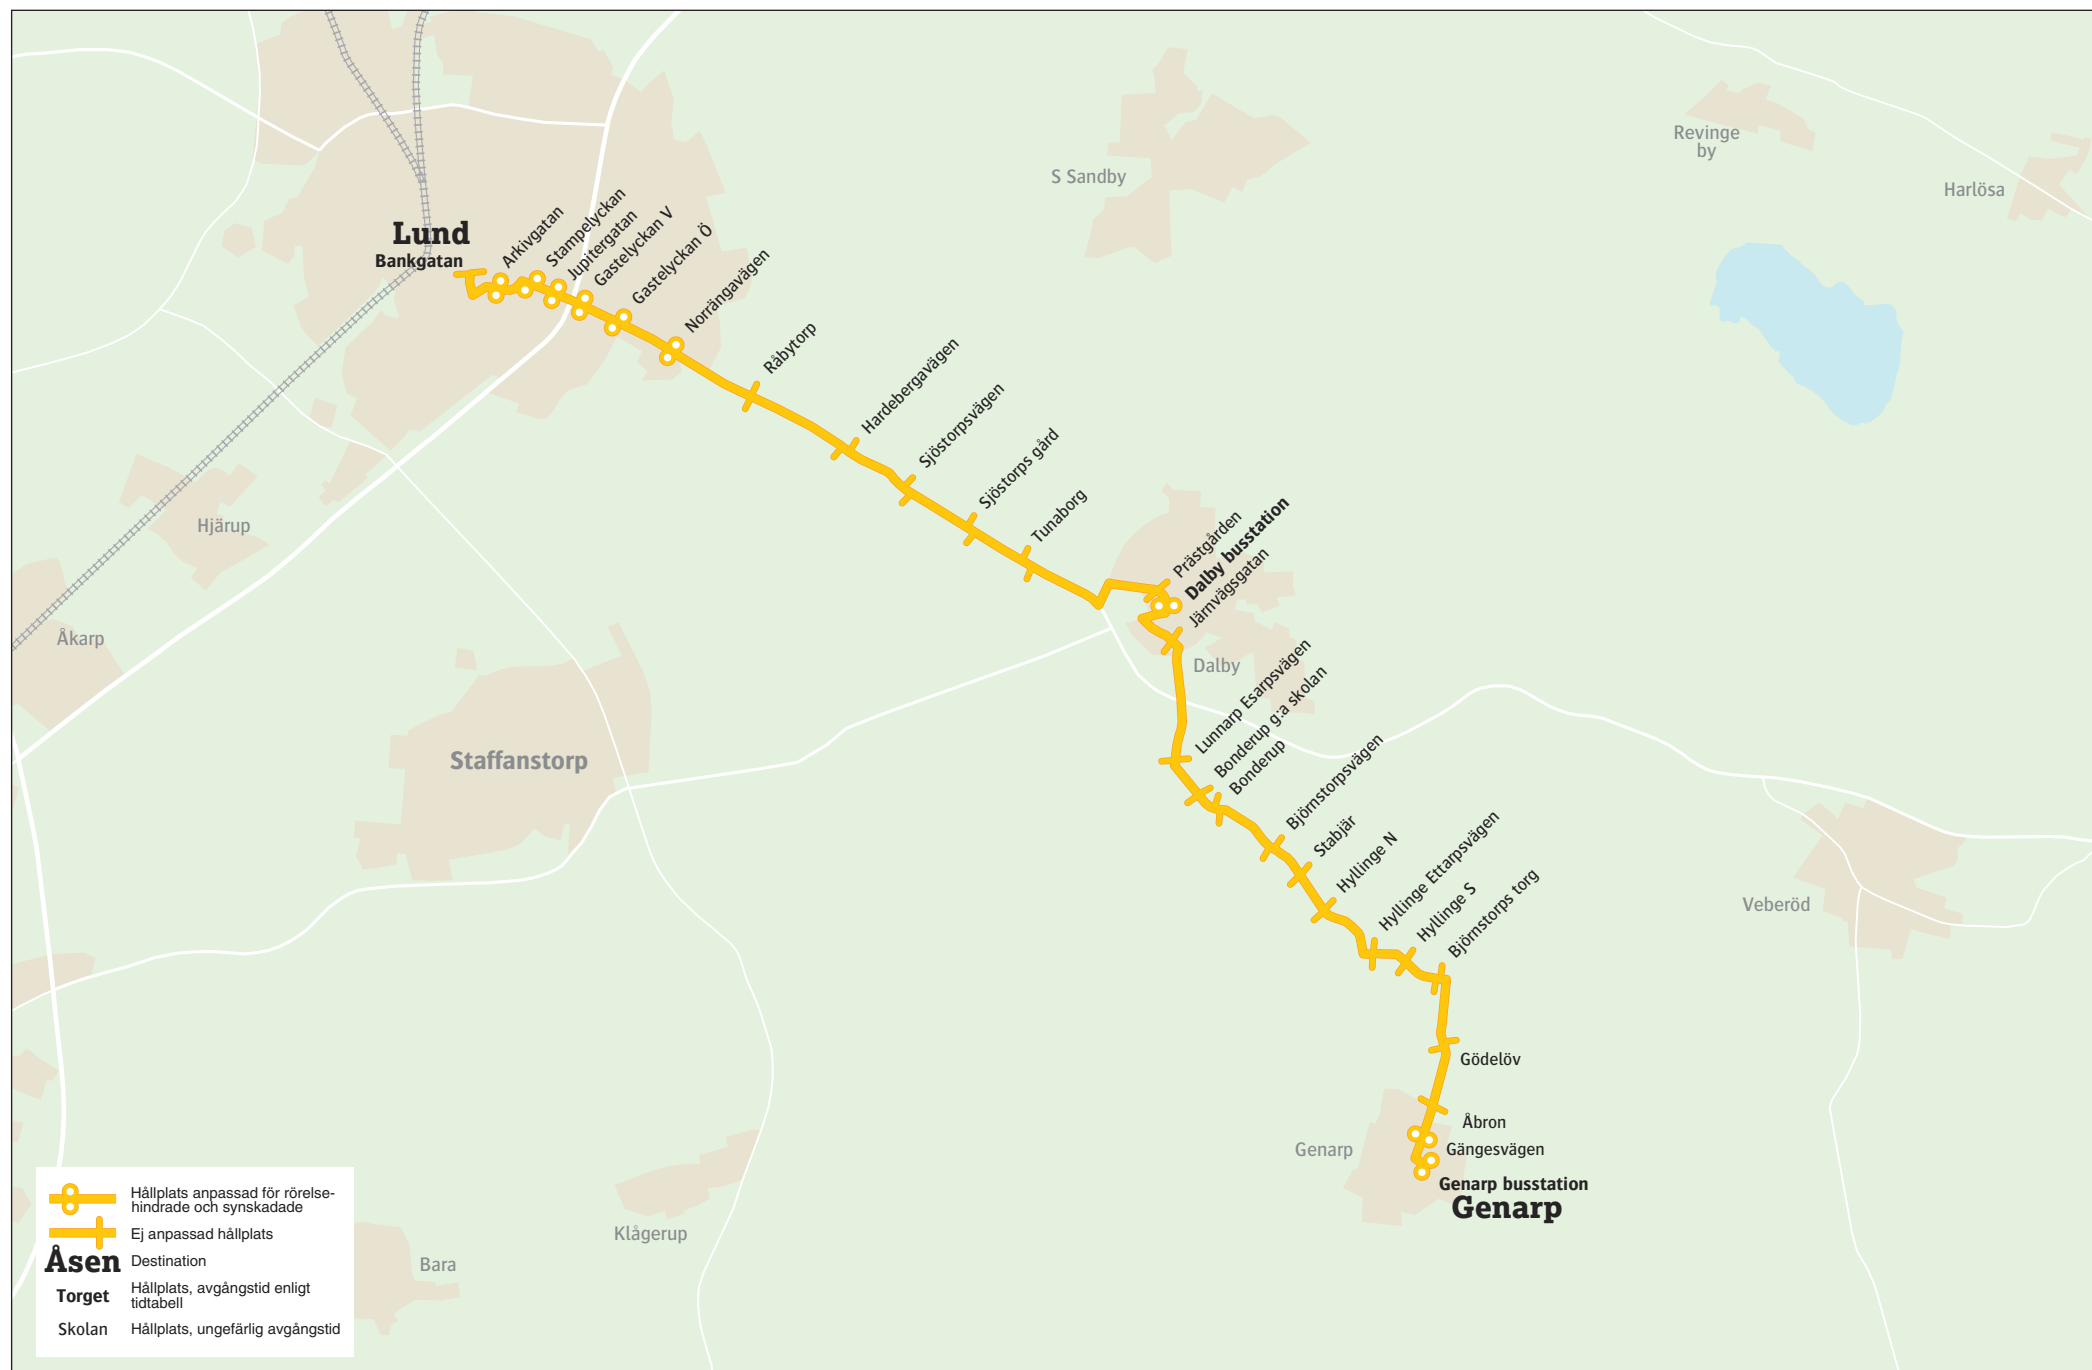 Revinge
by
Harlösa
S Sandby
Lund
Bankgatan
Arkivgatan
Stampelyckan
Jupitergatan
Gastelyckan V
Gastelyckan Ö
Norrängavägen
Råbytorp
Hardebergavägen
Sjöstorpsvägen
Sjöstorps gård
Tunaborg
Prästgården
Dalby busstation
Järnvägsgatan
Dalby
Hjärup
Åkarp
Staffanstorp
Lunnarp Esarpsvägen
Bonderup g:a skolan
Bonderup
Björnstorpsvägen
Stabjär
Hyllinge N
Hyllinge Ettarpsvägen
Hyllinge S
Björnstorps torg
Veberöd
Gödelöv
Åbron
Gängesvägen
Genarp
Genarp busstation
Genarp
Klågerup
Bara
Hållplats anpassad för rörelse-
hindrade och synskadade
Ej anpassad hållplats
Åsen Destination
Torget Hållplats, avgångstid enligt
tidtabell
Skolan Hållplats, ungefärlig avgångstid